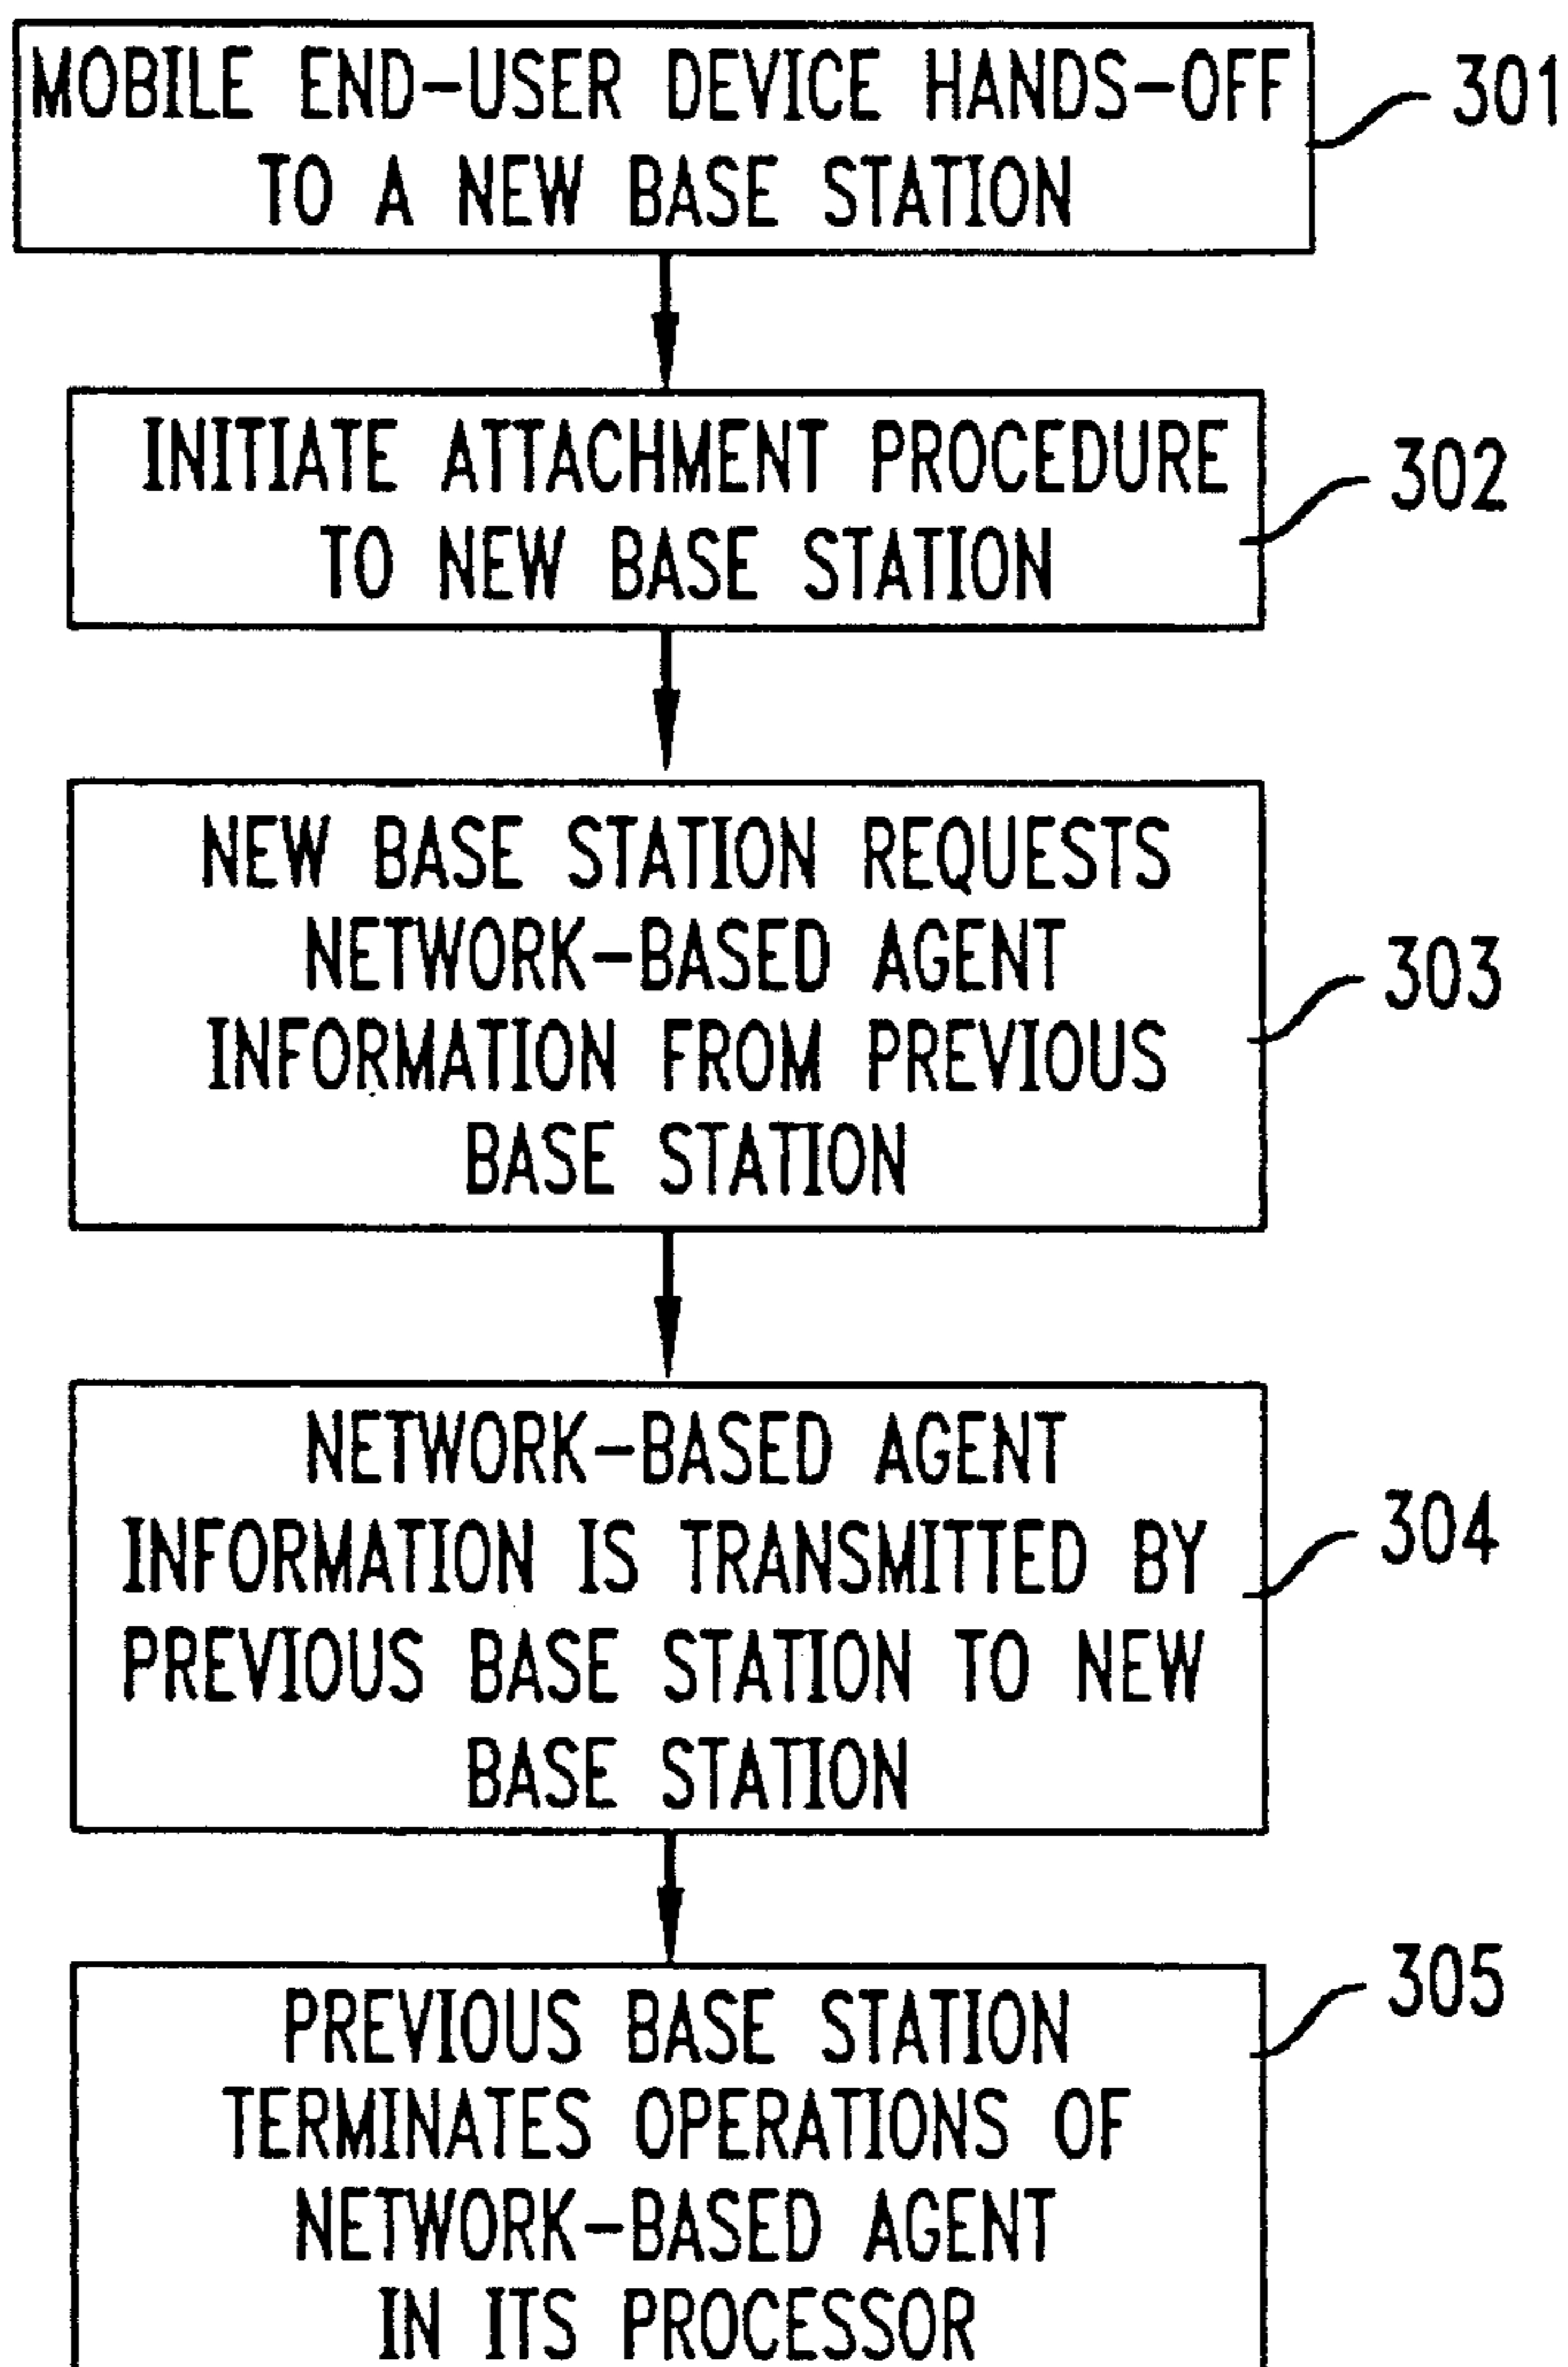 MOBILE END-USER DEVICE HANDS-OFF
TO A NEW BASE STATION
301
INITIATE ATTACHMENT PROCEDURE
TO NEW BASE STATION
302
NEW BASE STATION REQUESTS
NETWORK-BASED AGENT
INFORMATION FROM PREVIOUS
BASE STATION
303
NETWORK-BASED AGENT
INFORMATION IS TRANSMITTED BY
PREVIOUS BASE STATION TO NEW
BASE STATION
304
PREVIOUS BASE STATION
TERMINATES OPERATIONS OF
NETWORK-BASED AGENT
IN ITS PROCESSOR
305